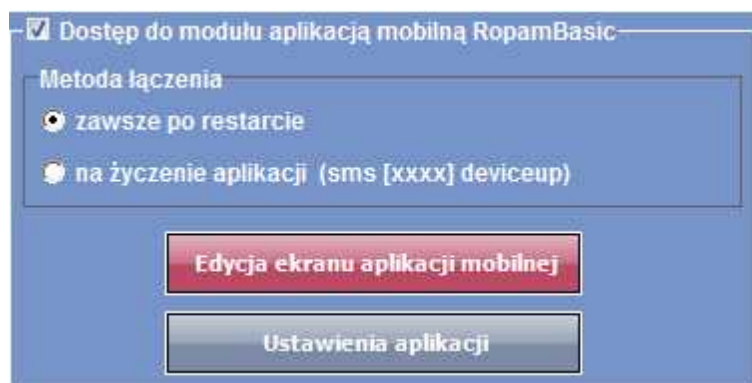 Dostęp do modułu aplikacją mobilną RopamBasic
Metoda łączenia
zawsze po restarcie
na życzenie aplikacji (sms [xxxx] deviceup)
Edycja ekranu aplikacji mobilnej
Ustawienia aplikacji